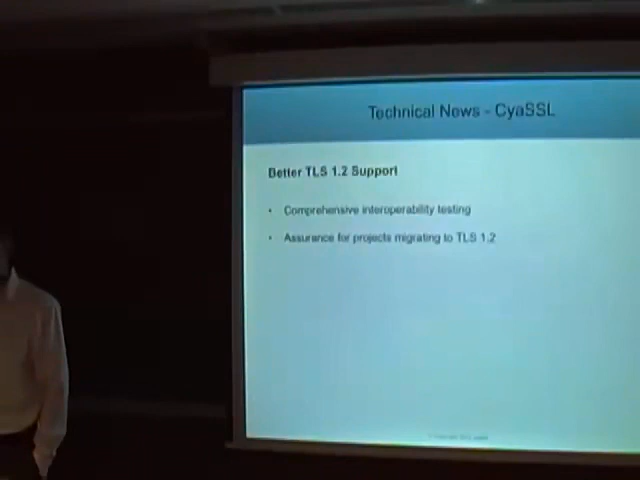 Technical News - CyaSSL
Better TLS 1.2 Support
• Comprehensive interoperability testing
• Assurance for projects migrating to TLS 1.2